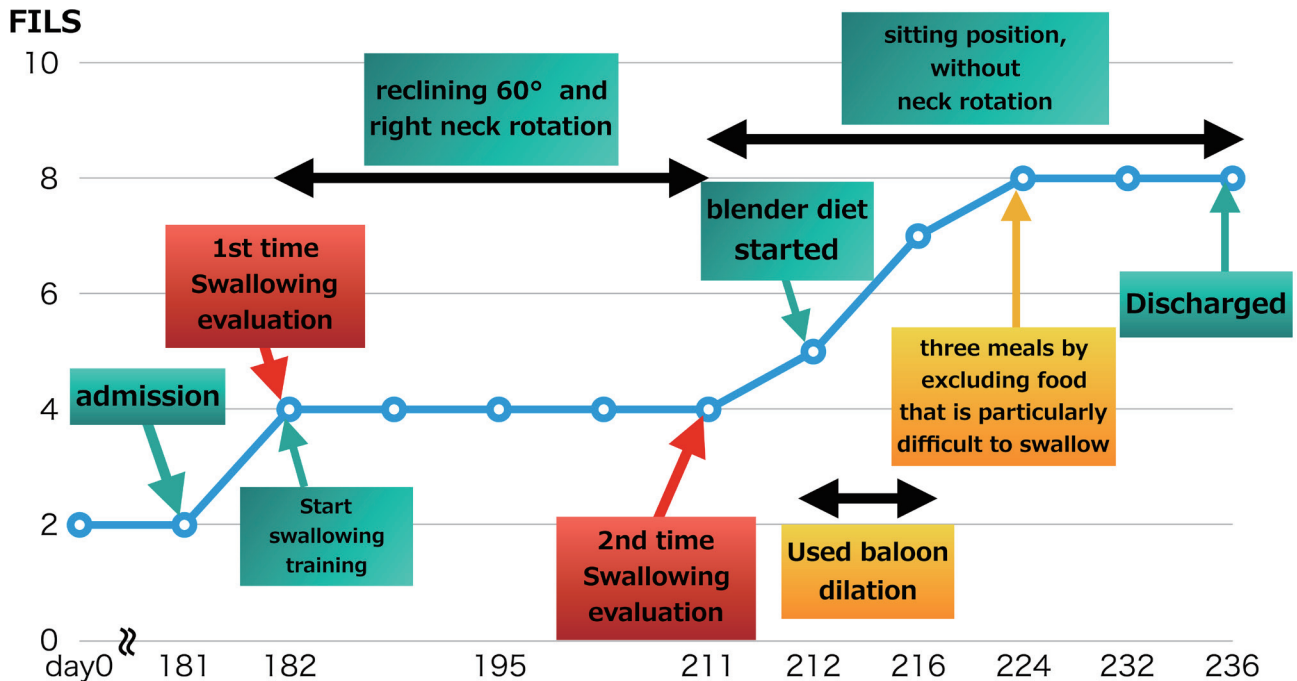 FILS
10
8
6
4
2
0
reclining 60° and
right neck rotation
sitting position,
without
neck rotation
1st time
Swallowing
evaluation
blender diet
started
admission
Discharged
three meals by
excluding food
that is particularly
difficult to swallow
Start
swallowing
training
2nd time
Swallowing
evaluation
Used baloon
dilation
day0 181 182 195 211 212 216 224 232 236